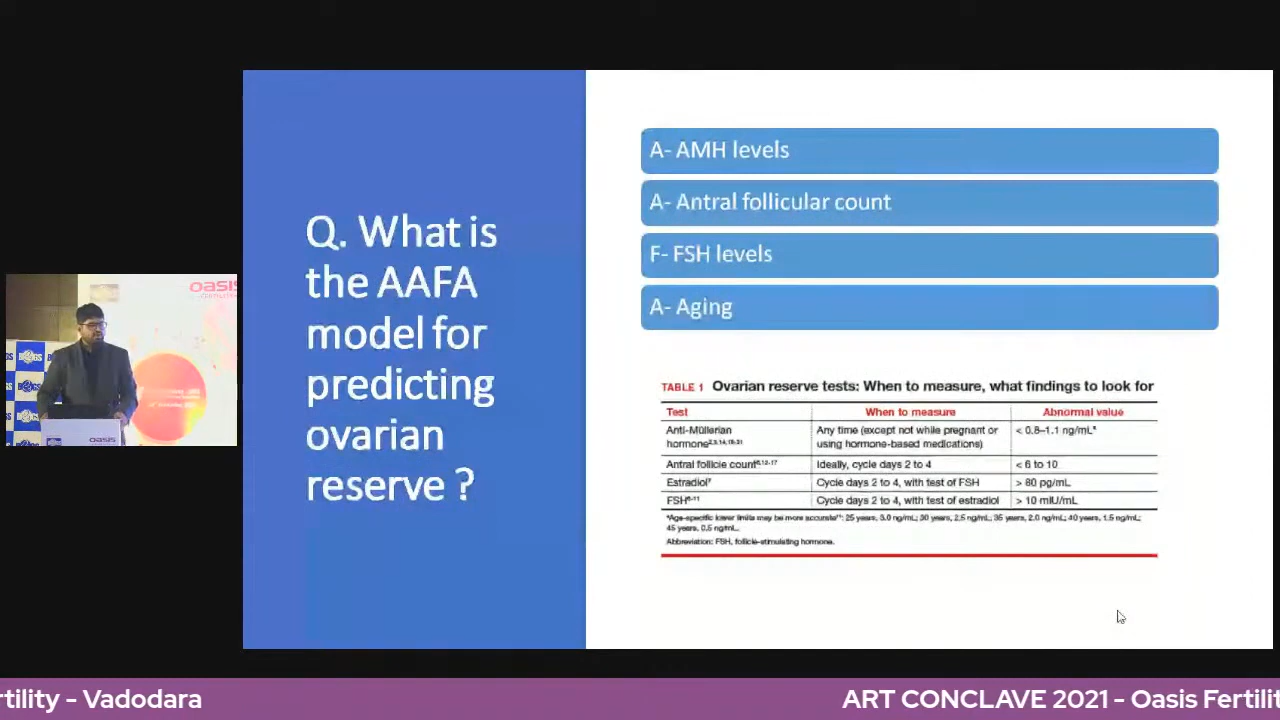 Q. What is
the AAFA
model for
predicting
ovarian
reserve ?
A- AMH levels
A- Antral follicular count
F- FSH levels
A- Aging
TABLE 1 Ovarian reserve tests: When to measure, what findings to look for
Test When to measure Abnormal value
Anti-Müllerian Any time (except not while pregnant or < 0.8–1.1 ng/mL*
hormone using hormone-based medications)
Antral follicle count Ideally, cycle days 2 to 4 < 6 to 10
Estradiol Cycle days 2 to 4, with test of FSH > 80 pg/mL
FSH Cycle days 2 to 4, with test of estradiol > 10 mIU/mL
*Age-specific lower limits may be more accurate: 25 years, 3.0 ng/mL; 30 years, 2.5 ng/mL; 35 years, 2.0 ng/mL; 40 years, 1.5 ng/mL;
45 years, 0.5 ng/mL.
Abbreviation: FSH, follicle-stimulating hormone.
oasis
oasis
rtility - Vadodara ART CONCLAVE 2021 - Oasis Fertilit